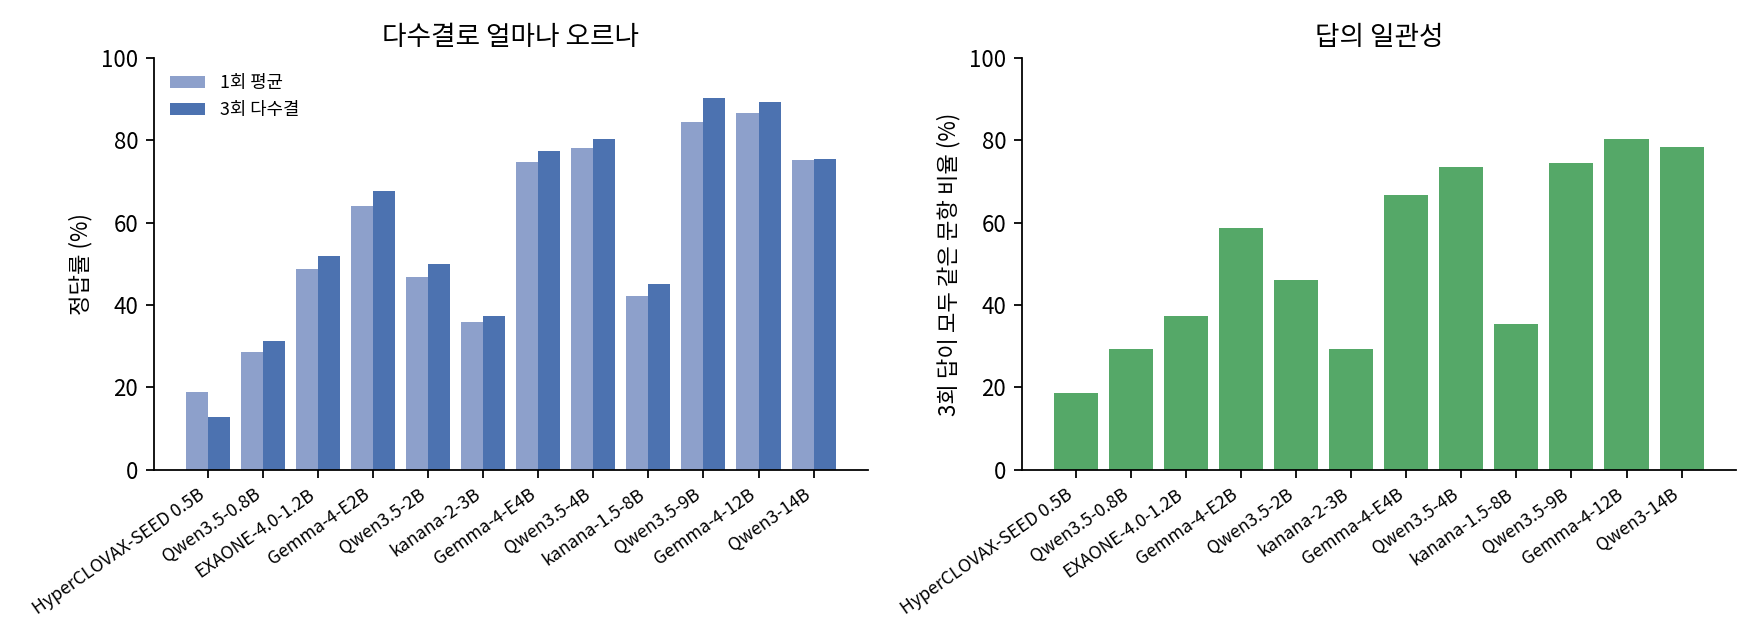 다수결로 얼마나 오르나
정답률 (%)
100
80
60
40
20
0
1회 평균
3회 다수결
HyperCLOVAX-SEED 0.5B
Qwen3.5-0.8B
EXAONE-4.0-1.2B
Gemma-4-E2B
Qwen3.5-2B
kanana-2-3B
Gemma-4-E4B
Qwen3.5-4B
kanana-1.5-8B
Qwen3.5-9B
Gemma-4-12B
Qwen3-14B
답의 일관성
3회 답이 모두 같은 문항 비율 (%)
100
80
60
40
20
0
HyperCLOVAX-SEED 0.5B
Qwen3.5-0.8B
EXAONE-4.0-1.2B
Gemma-4-E2B
Qwen3.5-2B
kanana-2-3B
Gemma-4-E4B
Qwen3.5-4B
kanana-1.5-8B
Qwen3.5-9B
Gemma-4-12B
Qwen3-14B